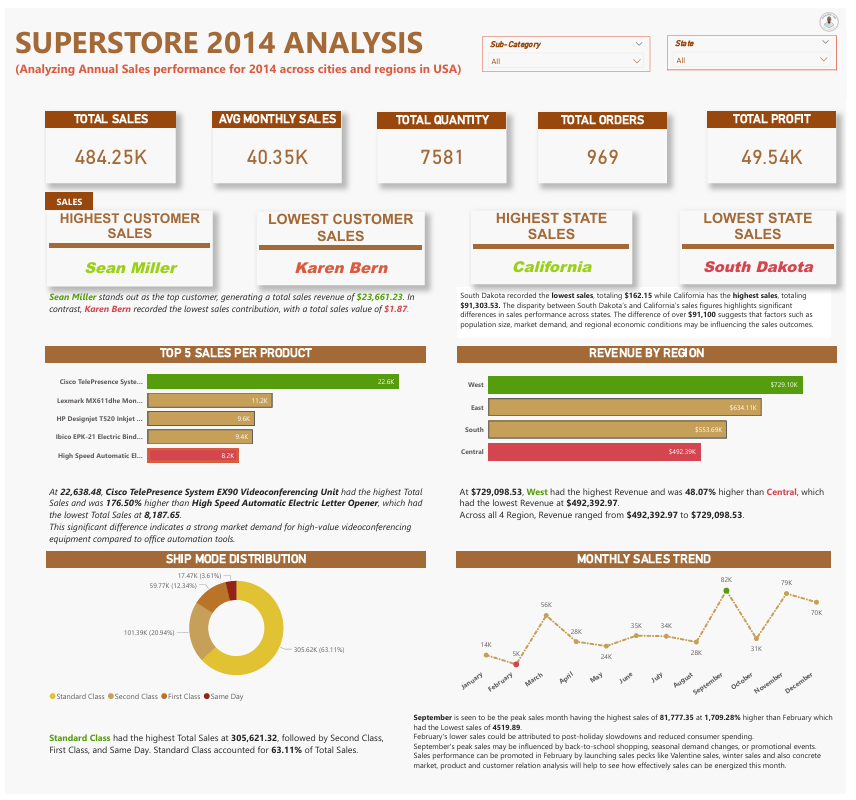 SUPERSTORE 2014 ANALYSIS
(Analyzing Annual Sales performance for 2014 across cities and regions in USA)
Sub-Category
All
State
All
TOTAL SALES
484.25K
AVG MONTHLY SALES
40.35K
TOTAL QUANTITY
7581
TOTAL ORDERS
969
TOTAL PROFIT
49.54K
SALES
HIGHEST CUSTOMER
SALES
Sean Miller
LOWEST CUSTOMER
SALES
Karen Bern
HIGHEST STATE
SALES
California
LOWEST STATE
SALES
South Dakota
Sean Miller stands out as the top customer, generating a total sales revenue of $23,661.23. In
contrast, Karen Bern recorded the lowest sales contribution, with a total sales value of $1.87.
South Dakota recorded the lowest sales, totaling $162.15 while California has the highest sales, totaling
$91,303.53. The disparity between South Dakota's and California's sales figures highlights significant
differences in sales performance across states. The difference of over $91,100 suggests that factors such as
population size, market demand, and regional economic conditions may be influencing the sales outcomes.
TOP 5 SALES PER PRODUCT
Cisco TelePresence Syste... 22.6K
Lexmark MX611dhe Mon... 11.2K
HP Designjet T520 Inkjet ... 9.6K
Ibico EPK-21 Electric Bind... 9.4K
High Speed Automatic El... 8.2K
At 22,638.48, Cisco TelePresence System EX90 Videoconferencing Unit had the highest Total
Sales and was 176.50% higher than High Speed Automatic Electric Letter Opener, which had
the lowest Total Sales at 8,187.65.
This significant difference indicates a strong market demand for high-value videoconferencing
equipment compared to office automation tools.
REVENUE BY REGION
West $729.10K
East $634.11K
South $553.69K
Central $492.39K
At $729,098.53, West had the highest Revenue and was 48.07% higher than Central, which
had the lowest Revenue at $492,392.97.
Across all 4 Region, Revenue ranged from $492,392.97 to $729,098.53.
SHIP MODE DISTRIBUTION
17.47K (3.61%)
59.77K (12.34%)
101.39K (20.94%)
305.62K (63.11%)
Standard Class Second Class First Class Same Day
Standard Class had the highest Total Sales at 305,621.32, followed by Second Class,
First Class, and Same Day. Standard Class accounted for 63.11% of Total Sales.
MONTHLY SALES TREND
14K
5K
56K
28K
24K
35K
34K
28K
82K
31K
79K
70K
January
February
March
April
May
June
July
August
September
October
November
December
September is seen to be the peak sales month having the highest sales of 81,777.35 at 1,709.28% higher than February which
had the Lowest sales of 4519.89.
February's lower sales could be attributed to post-holiday slowdowns and reduced consumer spending.
September's peak sales may be influenced by back-to-school shopping, seasonal demand changes, or promotional events.
Sales performance can be promoted in February by launching sales pecks like Valentine sales, winter sales and also concrete
market, product and customer relation analysis will help to see how effectively sales can be energized this month.